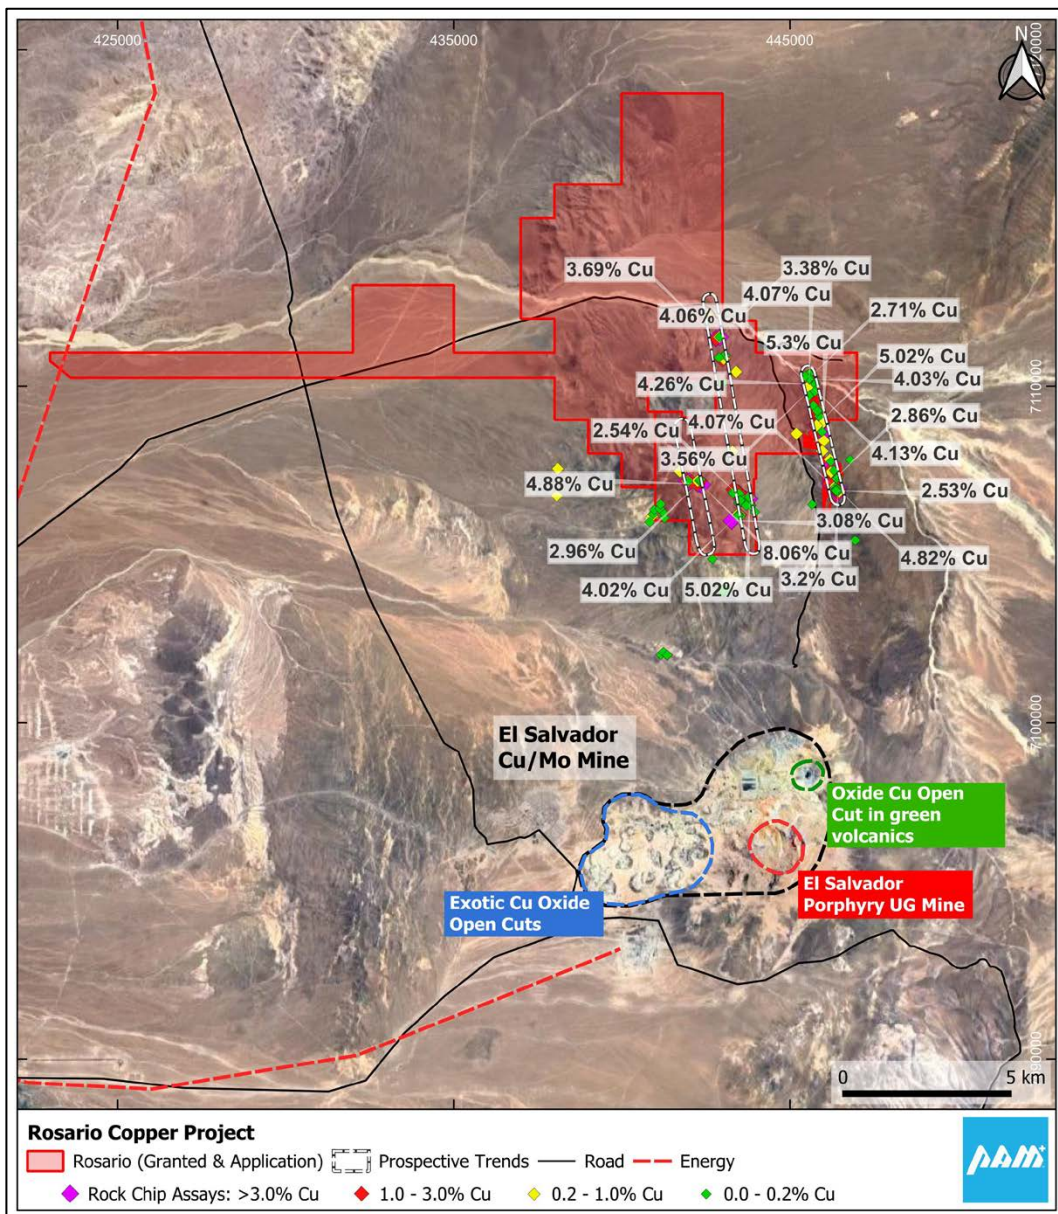 425000
435000
445000
N
7120000
3.69% Cu
3.38% Cu
4.07% Cu
4.06% Cu
2.71% Cu
5.3% Cu
5.02% Cu
4.26% Cu
4.03% Cu
7110000
2.86% Cu
2.54% Cu
4.07% Cu
4.13% Cu
3.56% Cu
4.88% Cu
2.53% Cu
3.08% Cu
2.96% Cu
8.06% Cu
4.82% Cu
4.02% Cu
5.02% Cu
3.2% Cu
7100000
El Salvador
Cu/Mo Mine
Oxide Cu Open
Cut in green
volcanics
El Salvador
Porphyry UG Mine
Exotic Cu Oxide
Open Cuts
0
5 km
Rosario Copper Project
Rosario (Granted & Application)
Prospective Trends
Road
Energy
Rock Chip Assays: >3.0% Cu
1.0 - 3.0% Cu
0.2 - 1.0% Cu
0.0 - 0.2% Cu
PAM